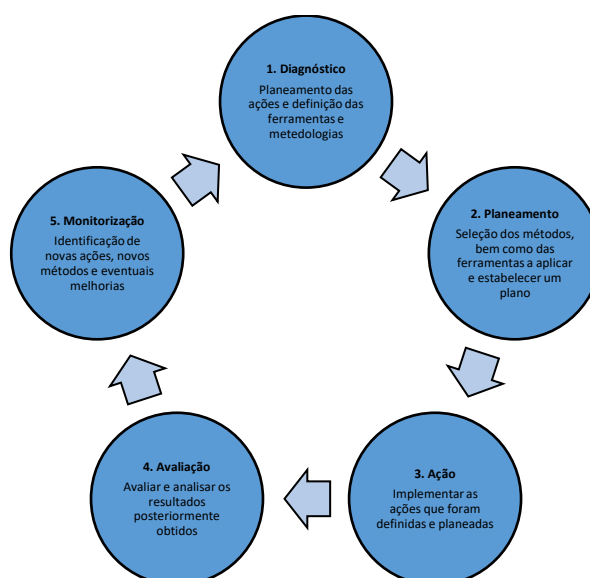 1. Diagnóstico
Planeamento das
ações e definição das
ferramentas e
metedologias
2. Planeamento
Seleção dos métodos,
bem como das
ferramentas a aplicar
e estabelecer um
plano
3. Ação
Implementar as
ações que foram
definidas e planeadas
4. Avaliação
Avaliar e analisar os
resultados
posteriormente
obtidos
5. Monitorização
Identificação de
novas ações, novos
métodos e eventuais
melhorias